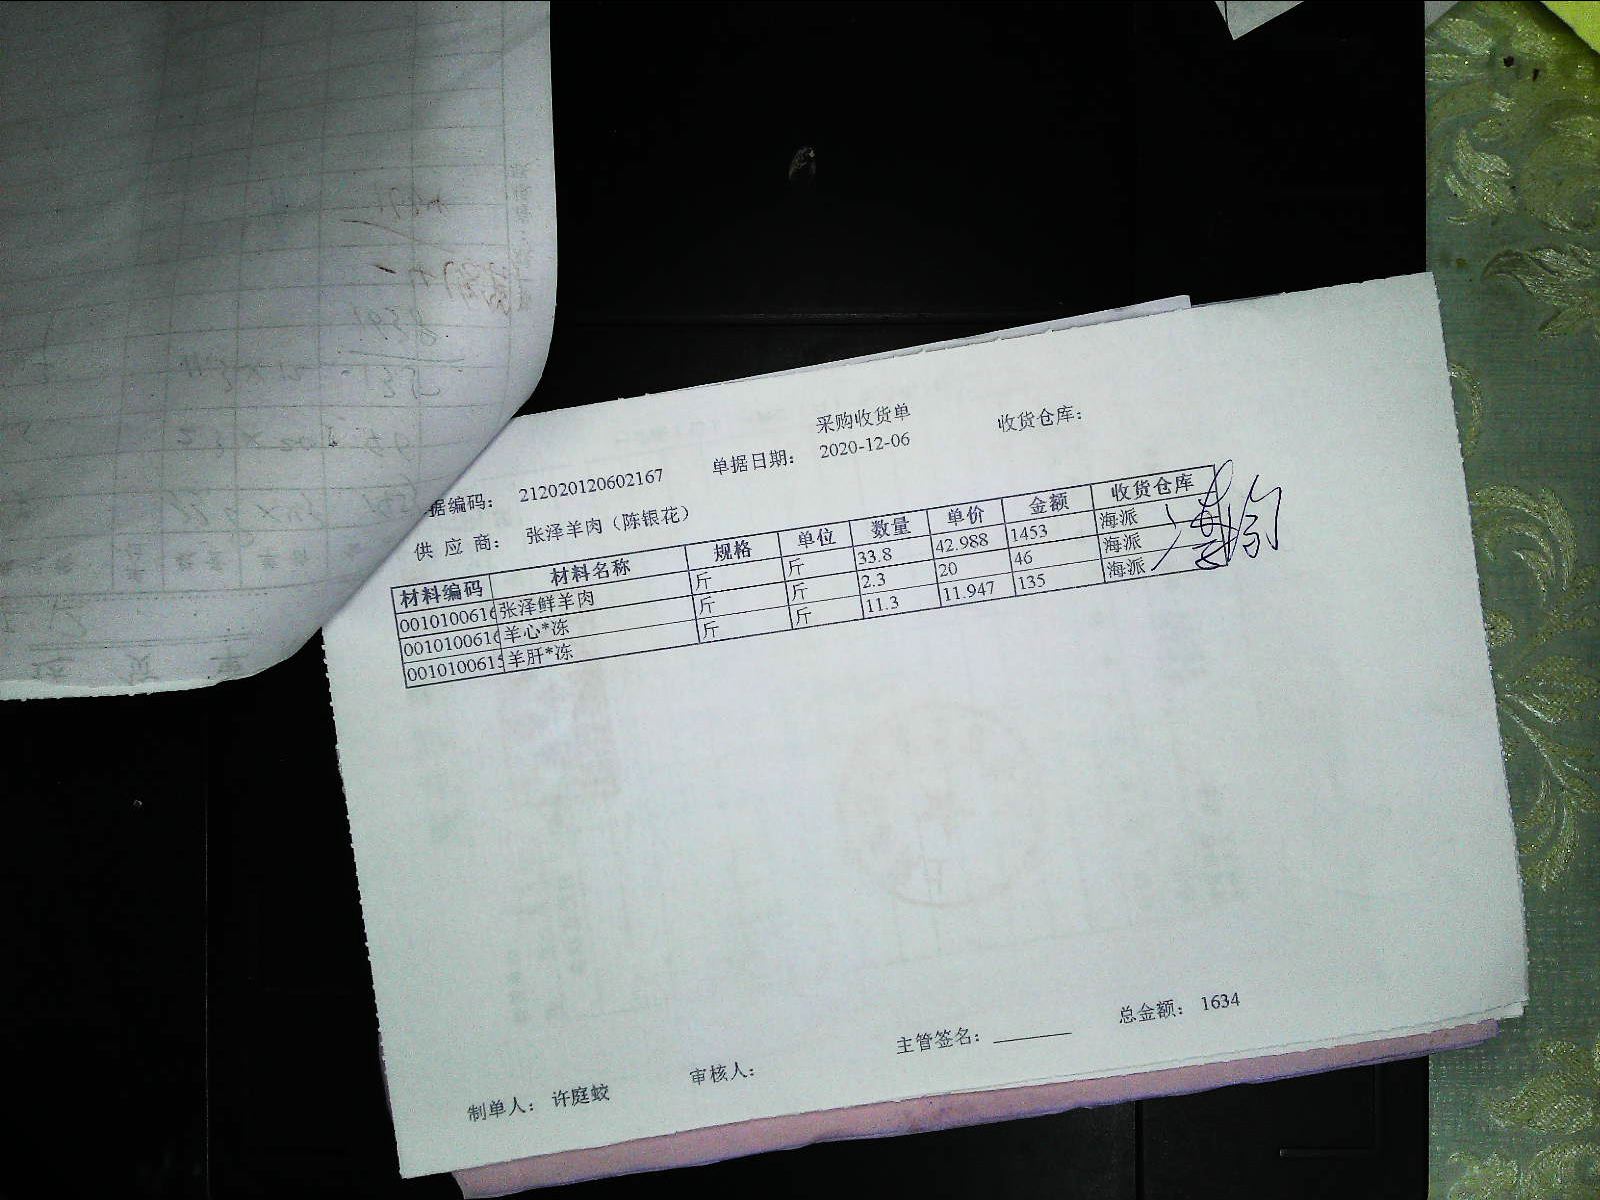 采购收货单
据编码： 212020120602167 单据日期： 2020-12-06 收货仓库：
供 应 商： 张泽羊肉（陈银花）
材料编码 材料名称 规格 单位 数量 单价 金额 收货仓库
0010100616 张泽鲜羊肉 斤 斤 33.8 42.988 1453 海派
0010100616 羊心*冻 斤 斤 2.3 20 46 海派
0010100615 羊肝*冻 斤 斤 11.3 11.947 135 海派
制单人： 许庭蛟 审核人： 主管签名： 总金额： 1634